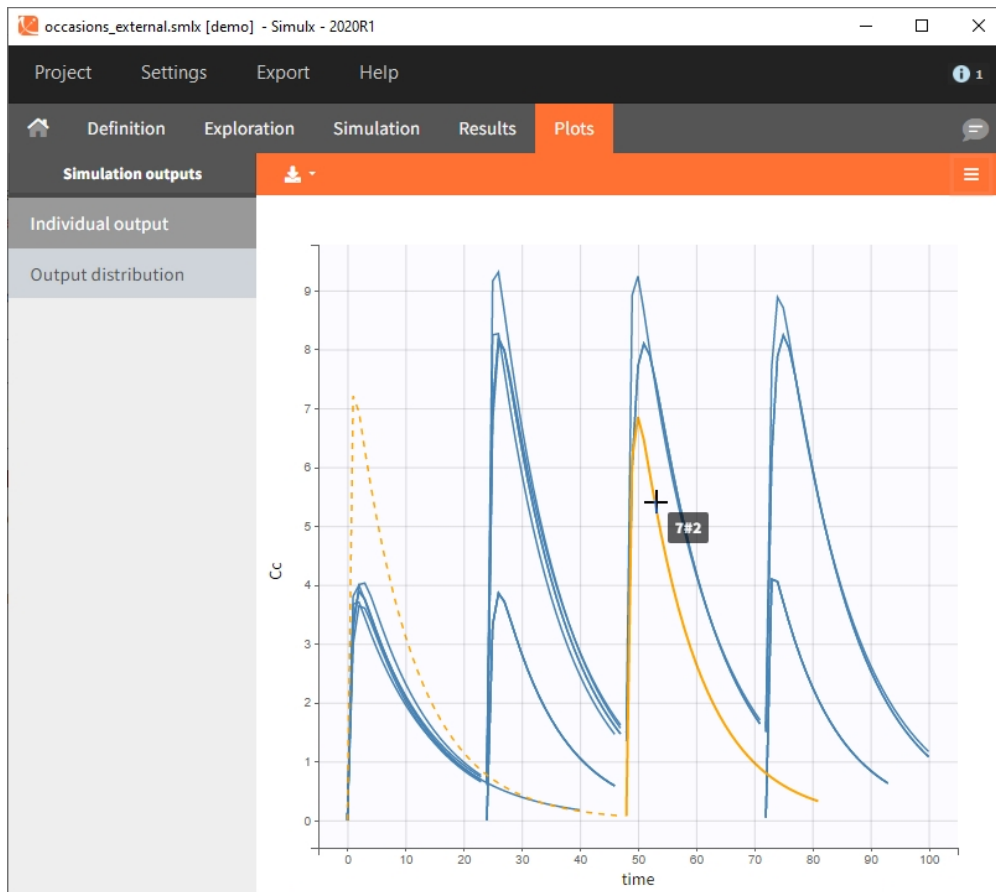 occasions_external.smlx [demo] - Simulx - 2020R1
Project Settings Export Help 1
Definition Exploration Simulation Results Plots
Simulation outputs
Individual output
Output distribution
9
8
7
6
5
4
3
2
1
0
Cc
7#2
0 10 20 30 40 50 60 70 80 90 100
time